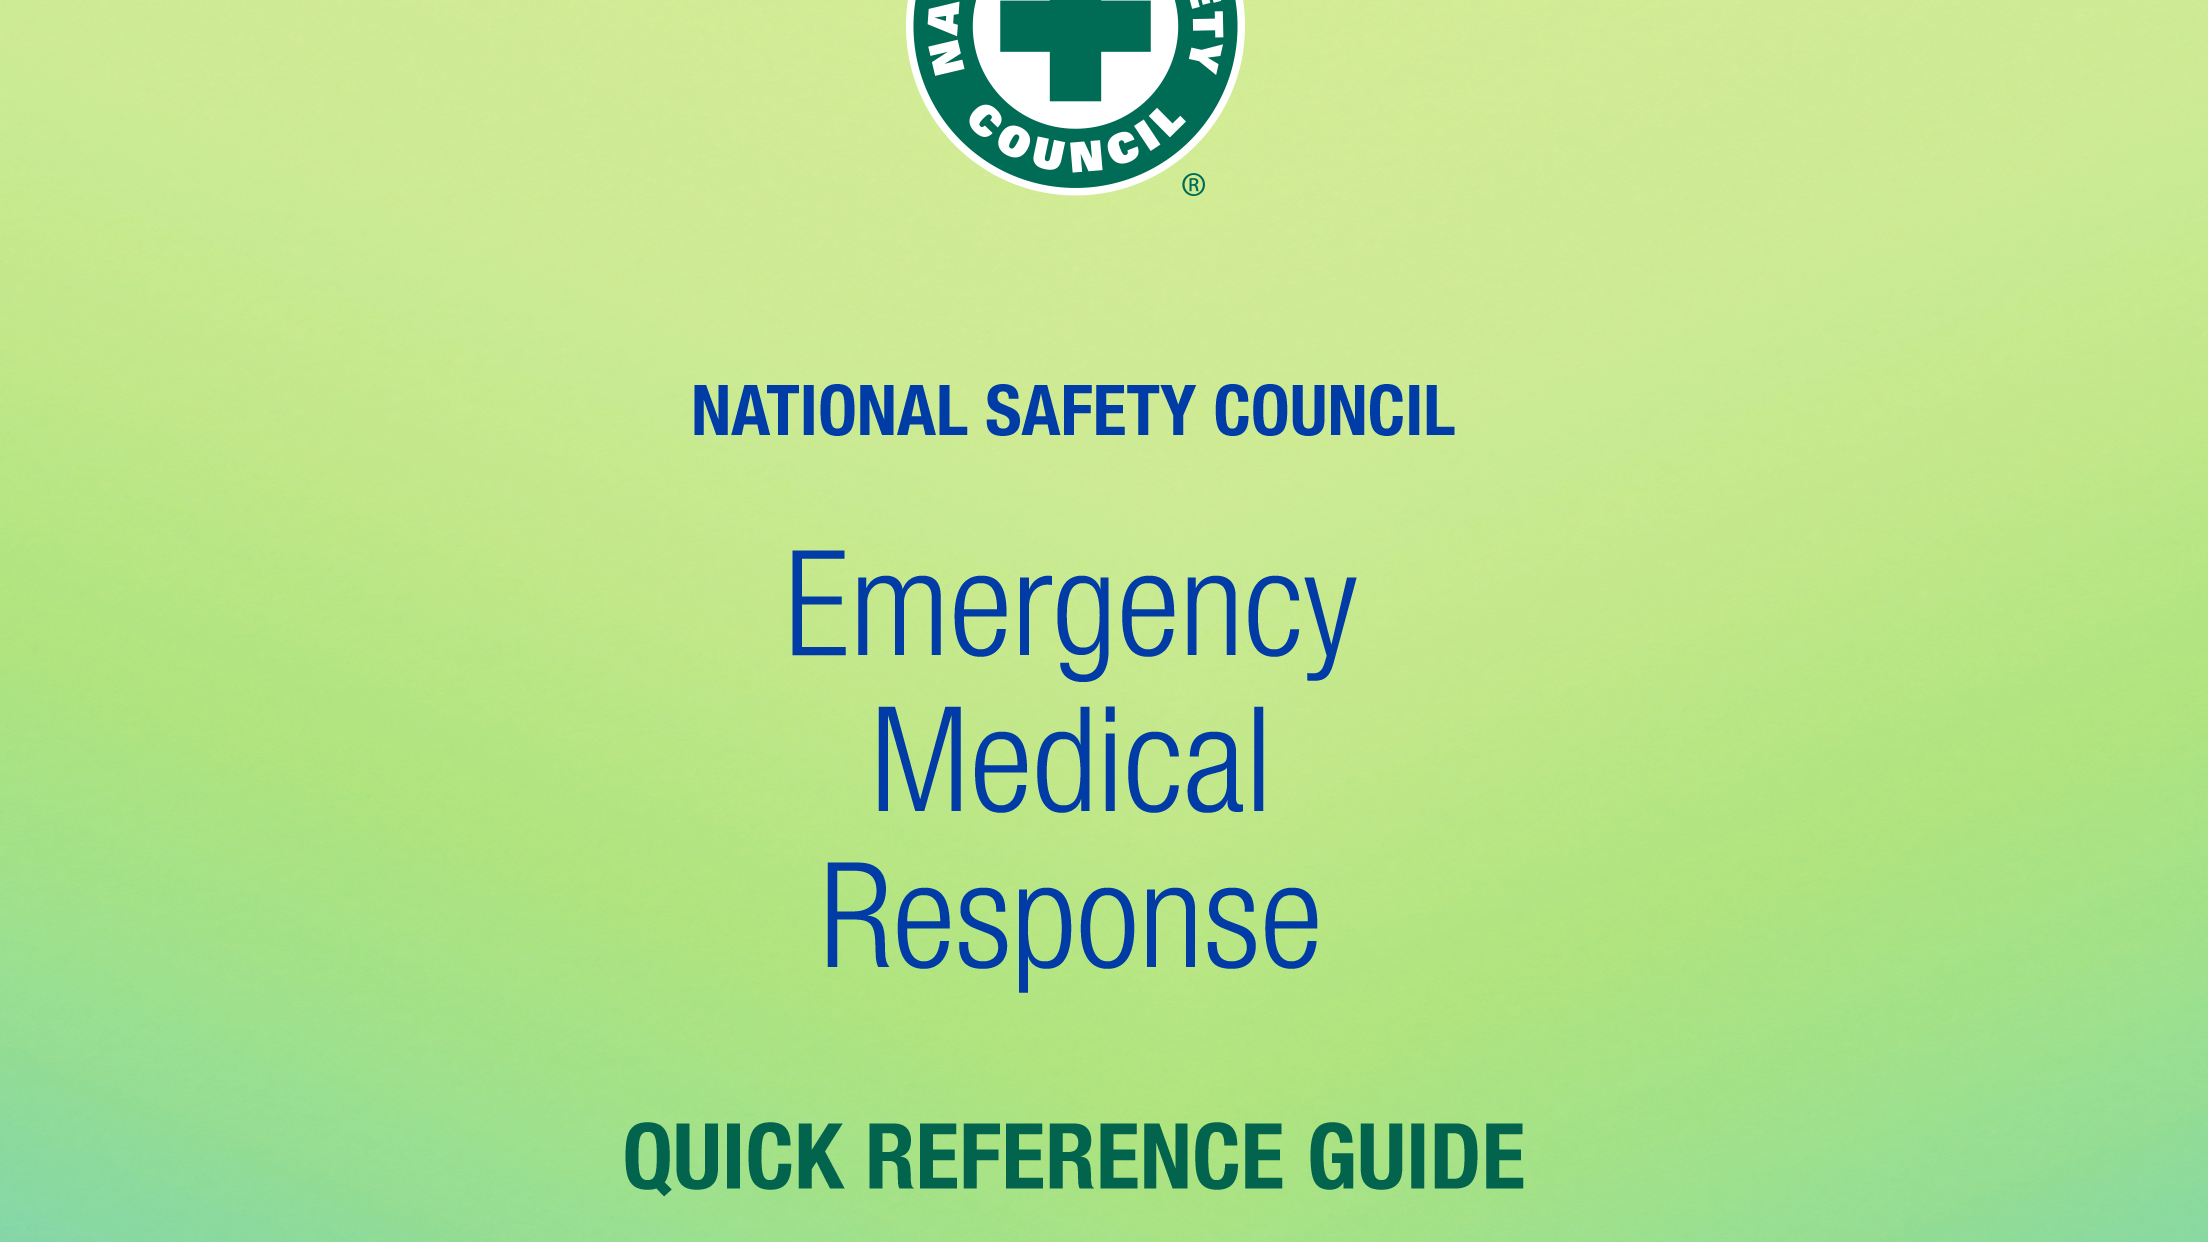 COUNCIL
®
NATIONAL SAFETY COUNCIL
Emergency
Medical
Response
QUICK REFERENCE GUIDE